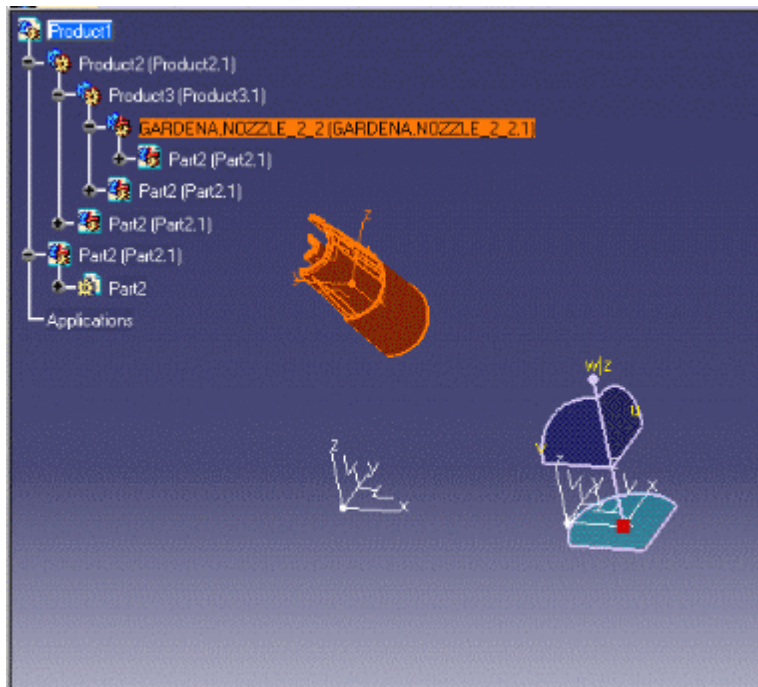 Product1
Product2 (Product2.1)
Product3 (Product3.1)
GARDENA.NOZZLE_2_2 (GARDENA.NOZZLE_2_2.1)
Part2 (Part2.1)
Part2 (Part2.1)
Part2 (Part2.1)
Part2 (Part2.1)
Part2
Applications
z
w|z
u
v
z
y
x
z
y
x